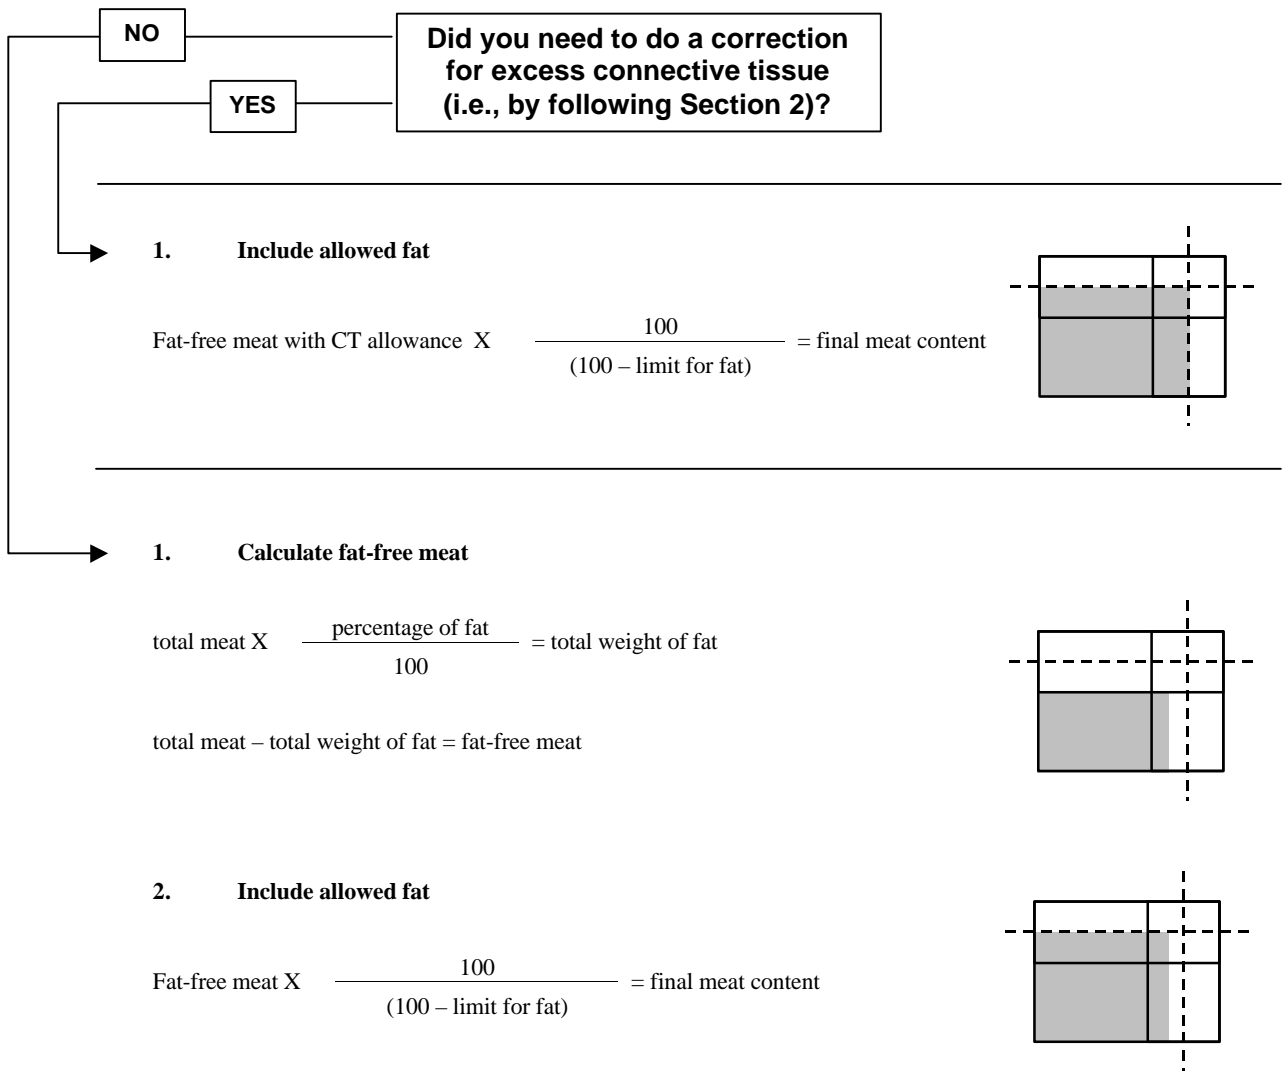 NO
YES
Did you need to do a correction
for excess connective tissue
(i.e., by following Section 2)?
1. Include allowed fat
Fat-free meat with CT allowance X 100 = final meat content
(100 – limit for fat)
1. Calculate fat-free meat
total meat X percentage of fat = total weight of fat
100
total meat – total weight of fat = fat-free meat
2. Include allowed fat
Fat-free meat X 100 = final meat content
(100 – limit for fat)